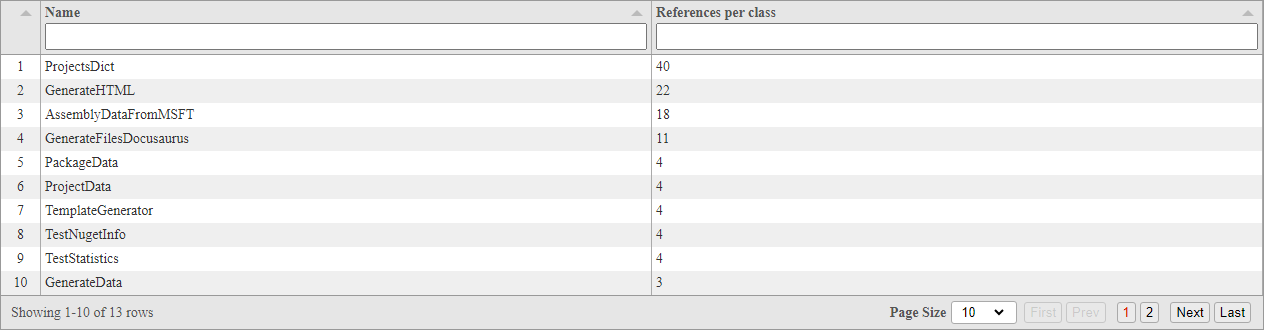 Name References per class
1 ProjectsDict 40
2 GenerateHTML 22
3 AssemblyDataFromMSFT 18
4 GenerateFilesDocusaurus 11
5 PackageData 4
6 ProjectData 4
7 TemplateGenerator 4
8 TestNugetInfo 4
9 TestStatistics 4
10 GenerateData 3
Showing 1-10 of 13 rows Page Size 10 First Prev 1 2 Next Last